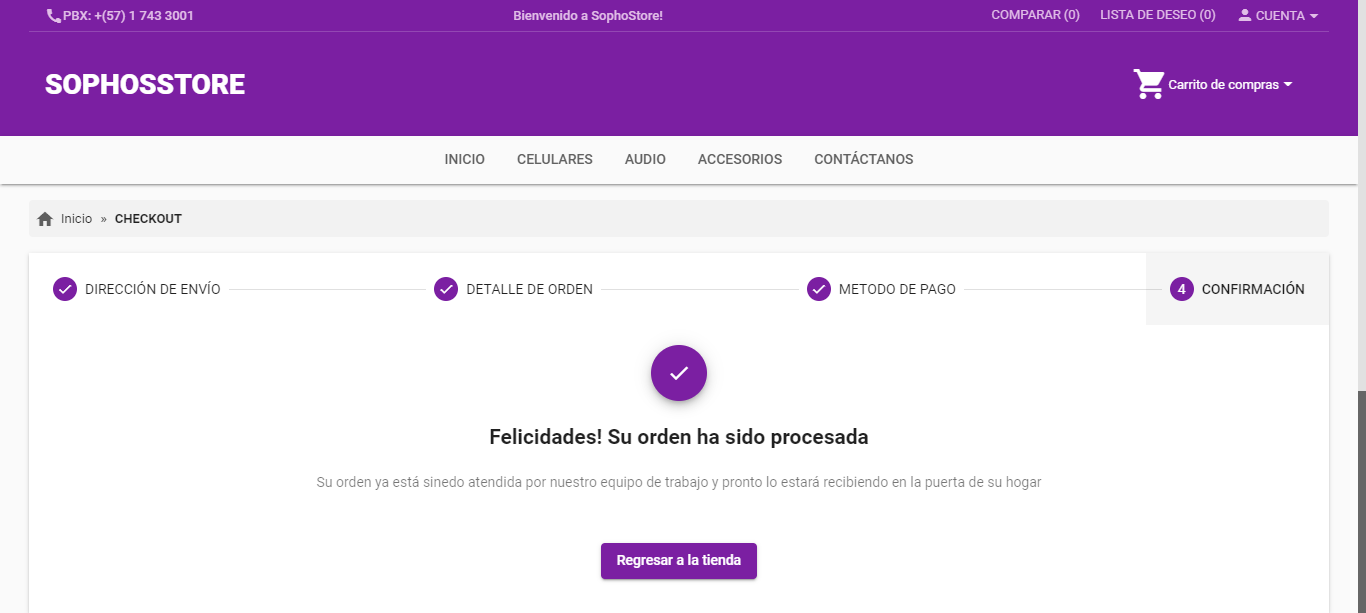 PBX: +(57) 1 743 3001
Bienvenido a SophoStore!
COMPARAR (0)
LISTA DE DESEO (0)
CUENTA
SOPHOSSTORE
Carrito de compras
INICIO
CELULARES
AUDIO
ACCESORIOS
CONTÁCTANOS
Inicio » CHECKOUT
DIRECCIÓN DE ENVÍO
DETALLE DE ORDEN
METODO DE PAGO
4 CONFIRMACIÓN
Felicidades! Su orden ha sido procesada
Su orden ya está sinedo atendida por nuestro equipo de trabajo y pronto lo estará recibiendo en la puerta de su hogar
Regresar a la tienda